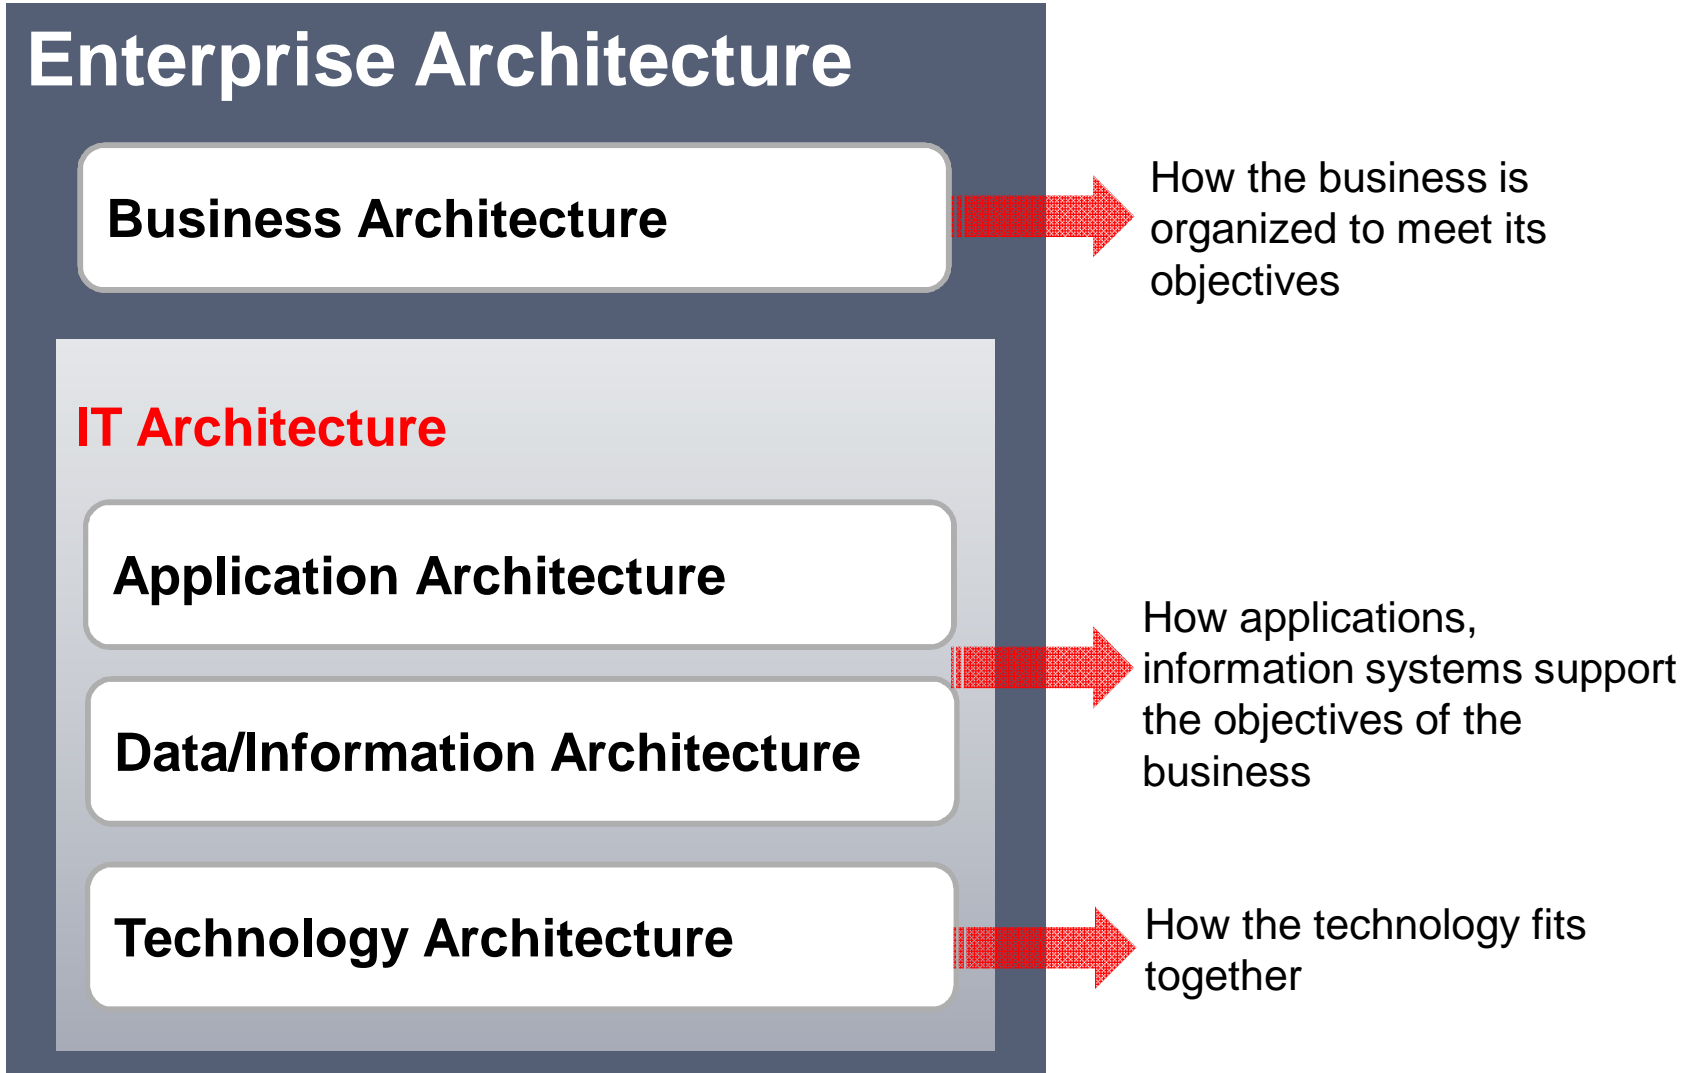 Enterprise Architecture
Business Architecture
How the business is
organized to meet its
objectives
IT Architecture
Application Architecture
Data/Information Architecture
How applications,
information systems support
the objectives of the
business
Technology Architecture
How the technology fits
together